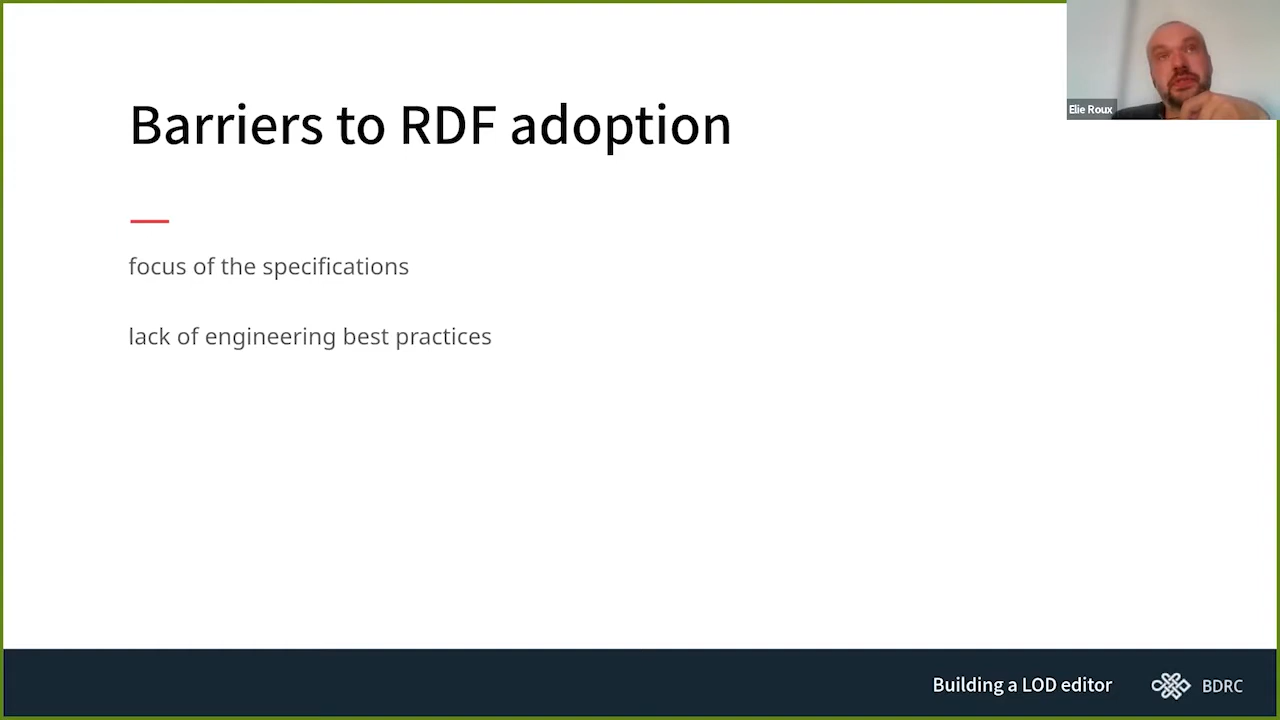 Elie Roux
Barriers to RDF adoption
focus of the specifications
lack of engineering best practices
Building a LOD editor
BDRC